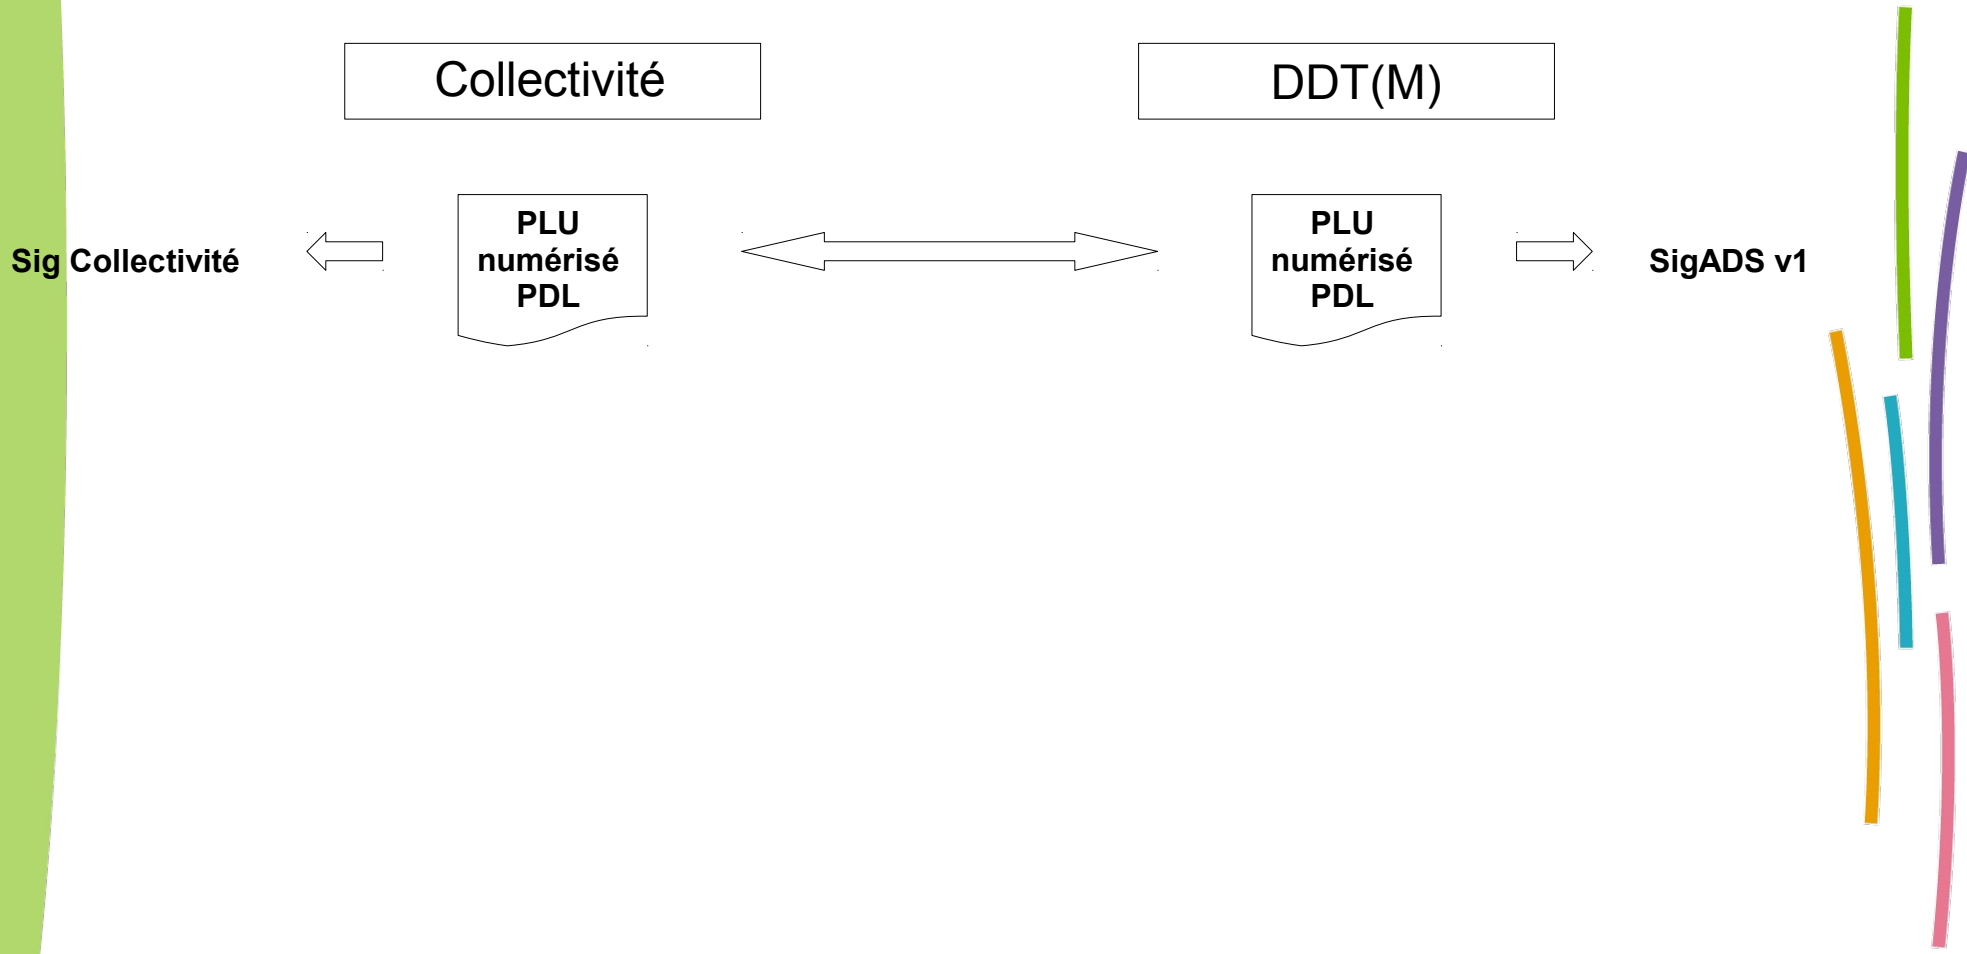 Collectivité
DDT(M)
Sig Collectivité
PLU
numérisé
PDL
PLU
numérisé
PDL
SigADS v1